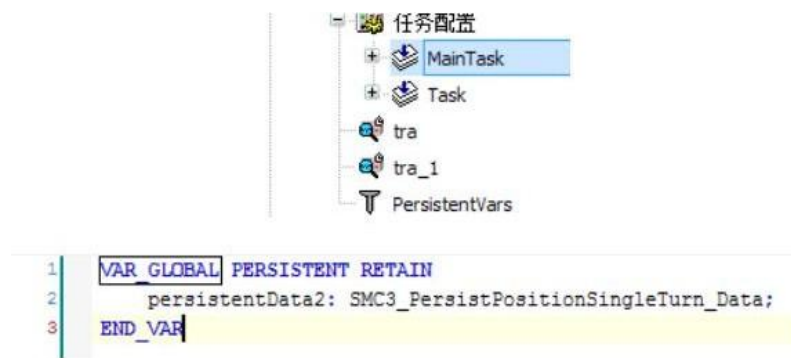 任务配置
MainTask
Task
tra
tra_1
PersistentVars
1 VAR_GLOBAL PERSISTENT RETAIN
2 persistentData2: SMC3_PersistPositionSingleTurn_Data;
3 END_VAR